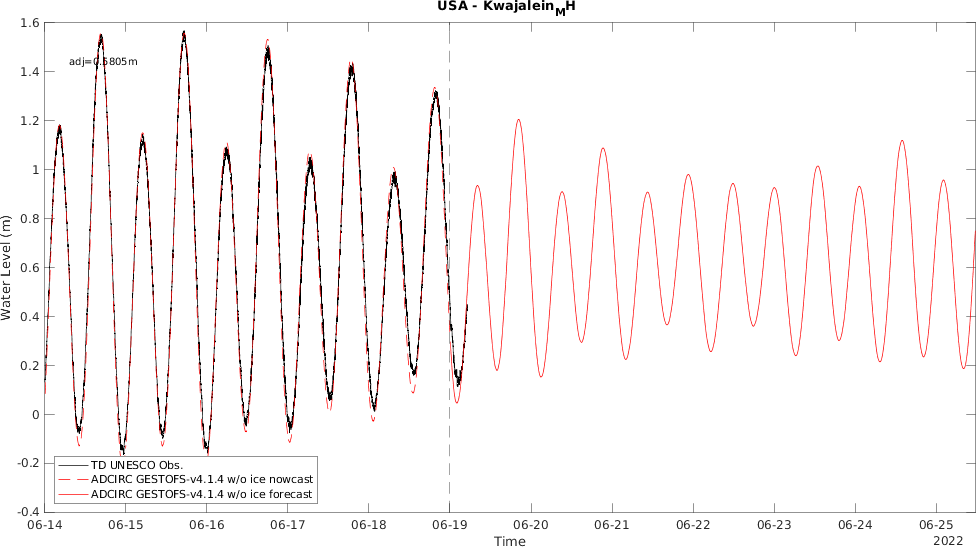 USA - Kwajalein_MH
adj=0.5805m
Water Level (m)
1.6
1.4
1.2
1
0.8
0.6
0.4
0.2
0
-0.2
-0.4
TD UNESCO Obs.
ADCIRC GESTOFS-v4.1.4 w/o ice nowcast
ADCIRC GESTOFS-v4.1.4 w/o ice forecast
06-14 06-15 06-16 06-17 06-18 06-19 06-20 06-21 06-22 06-23 06-24 06-25
Time
2022